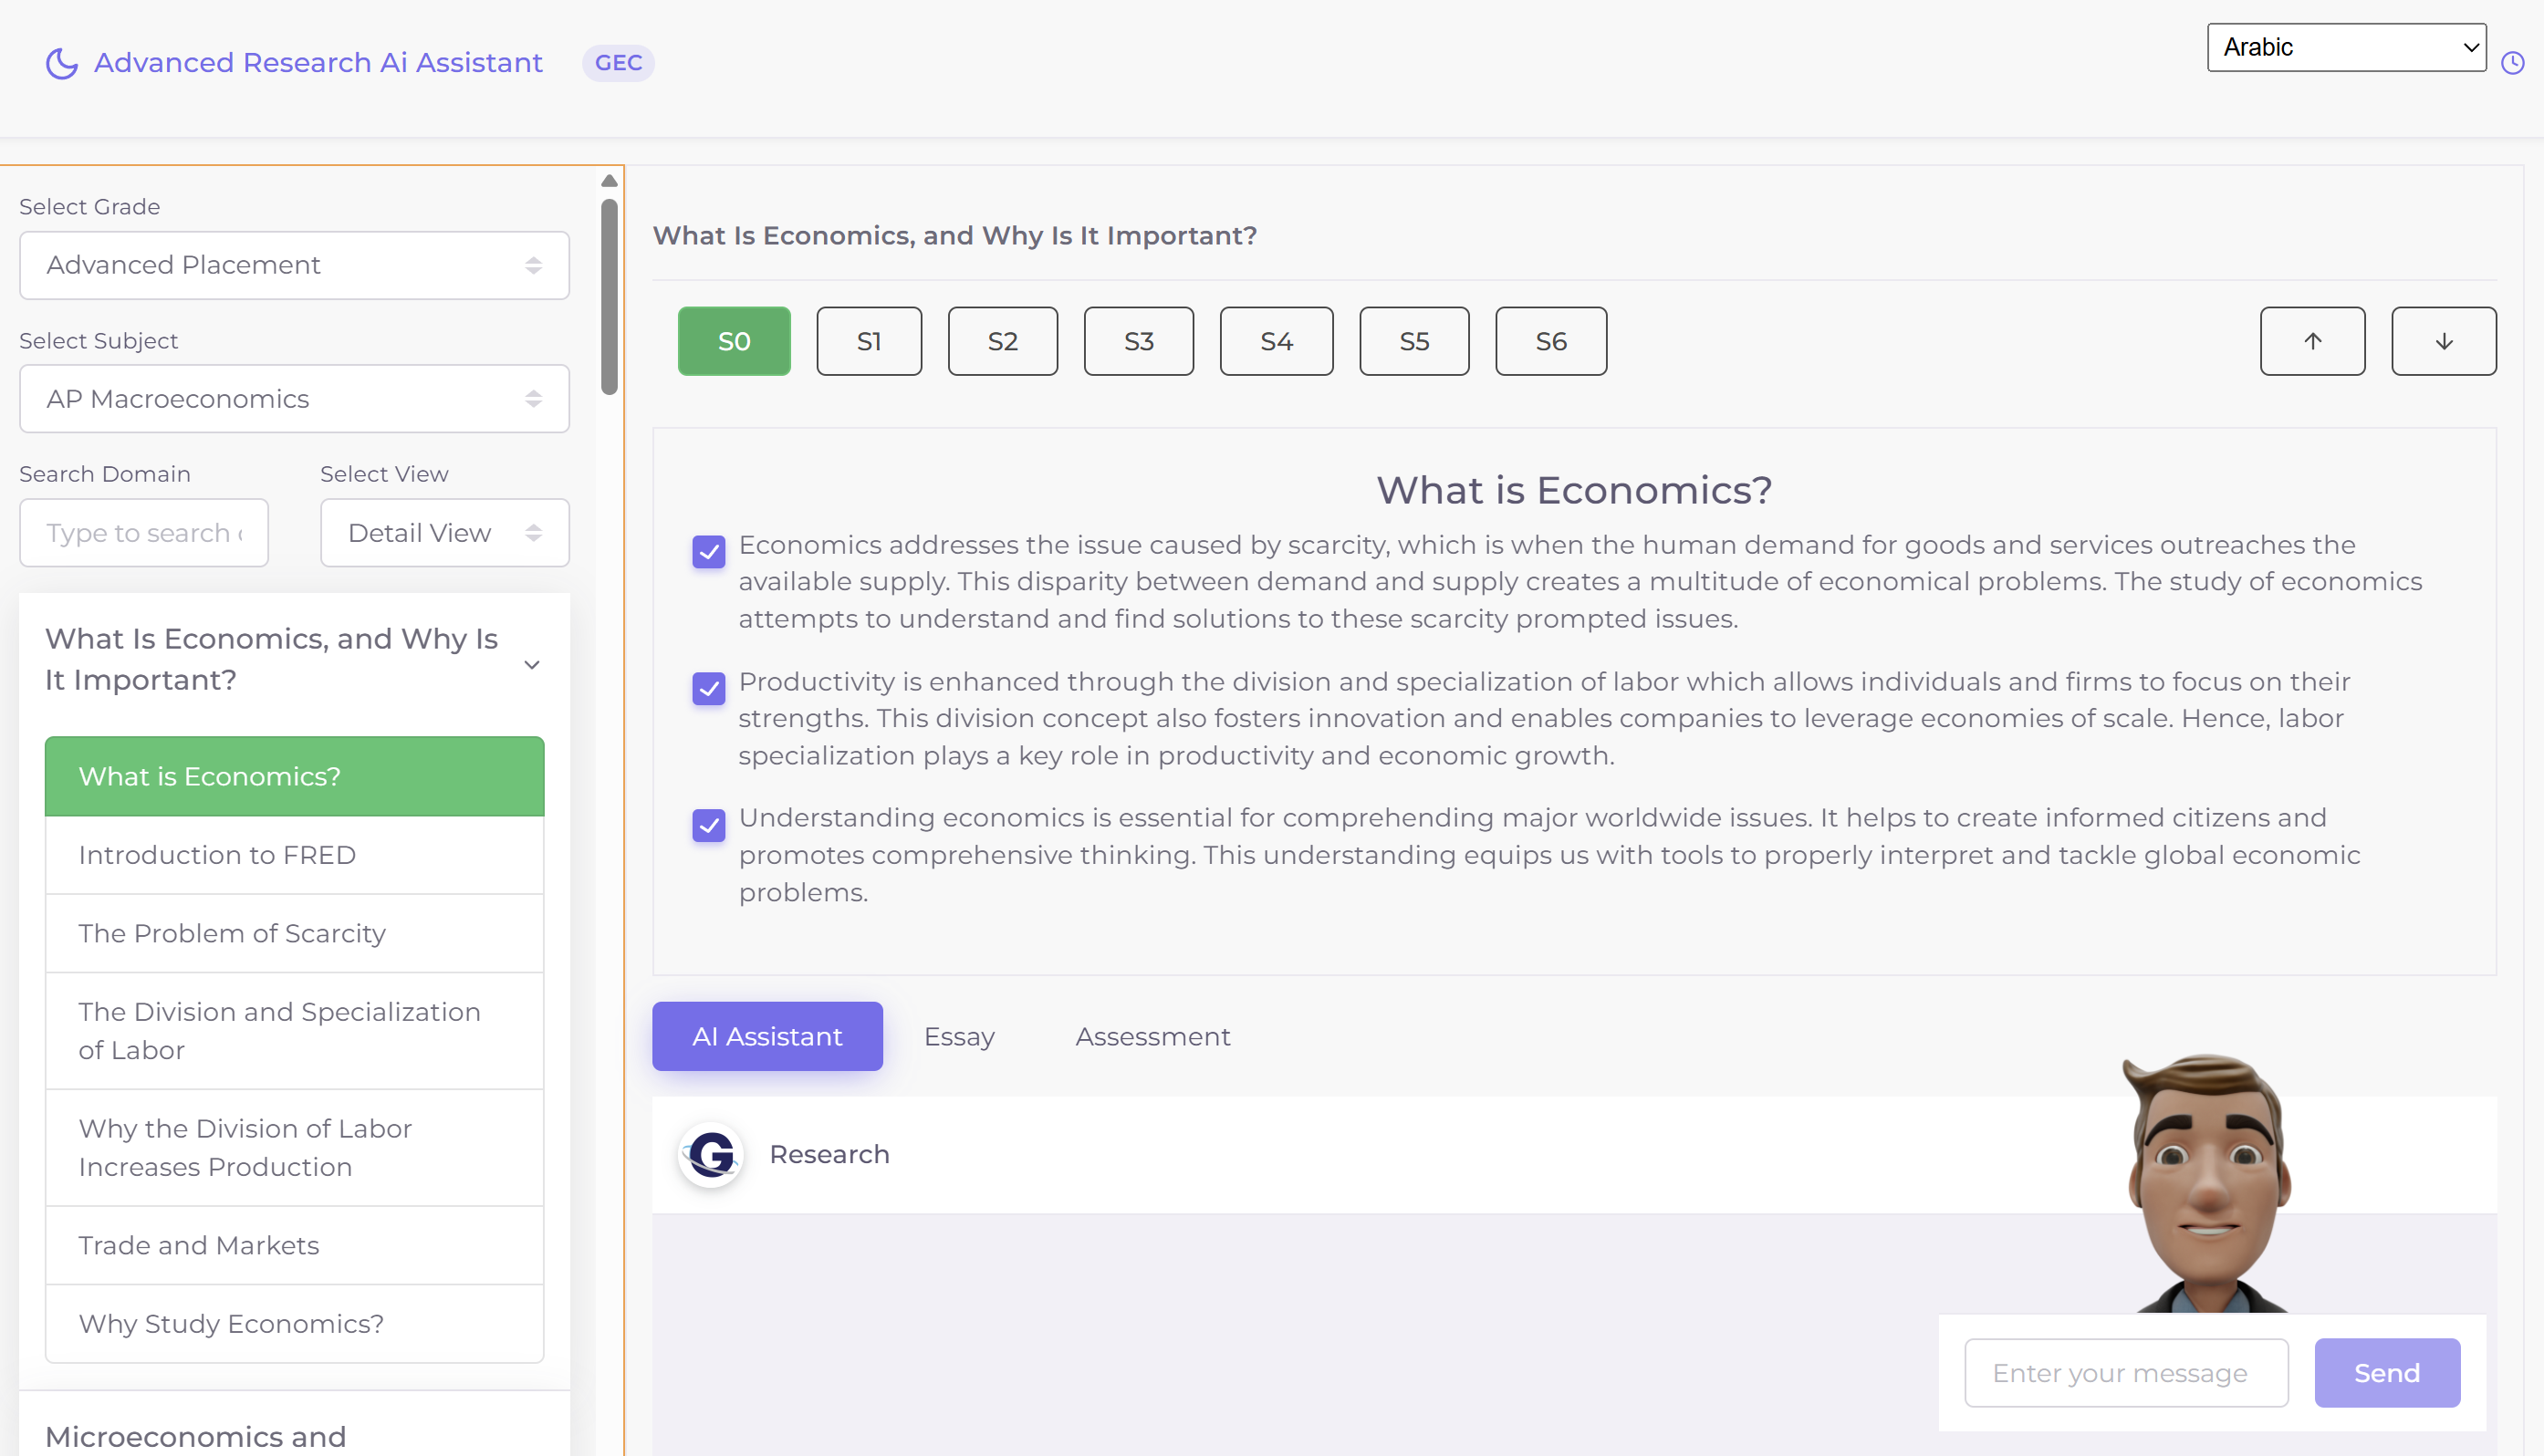 Advanced Research Ai Assistant
GEC
Arabic
Select Grade
Advanced Placement
Select Subject
AP Macroeconomics
Search Domain
Select View
Type to search
Detail View
What Is Economics, and Why Is
It Important?
What is Economics?
Introduction to FRED
The Problem of Scarcity
The Division and Specialization
of Labor
Why the Division of Labor
Increases Production
Trade and Markets
Why Study Economics?
Microeconomics and
What Is Economics, and Why Is It Important?
S0
S1
S2
S3
S4
S5
S6
↑
↓
What is Economics?
Economics addresses the issue caused by scarcity, which is when the human demand for goods and services outreaches the
available supply. This disparity between demand and supply creates a multitude of economical problems. The study of economics
attempts to understand and find solutions to these scarcity prompted issues.
Productivity is enhanced through the division and specialization of labor which allows individuals and firms to focus on their
strengths. This division concept also fosters innovation and enables companies to leverage economies of scale. Hence, labor
specialization plays a key role in productivity and economic growth.
Understanding economics is essential for comprehending major worldwide issues. It helps to create informed citizens and
promotes comprehensive thinking. This understanding equips us with tools to properly interpret and tackle global economic
problems.
AI Assistant
Essay
Assessment
G
Research
Enter your message
Send